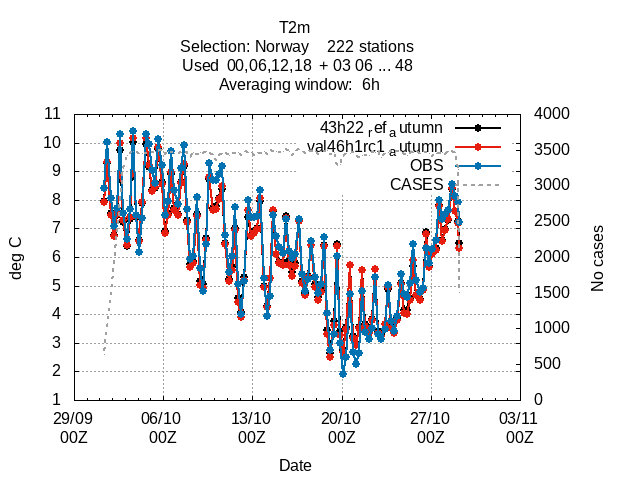 T2m
Selection: Norway 222 stations
Used 00,06,12,18 + 03 06 ... 48
Averaging window: 6h
43h22_ref_autumn
val46h1rc1_autumn
OBS
CASES
11
10
9
8
7
6
5
4
3
2
1
deg C
4000
3500
3000
2500
2000
1500
1000
500
0
No cases
29/09 06/10 13/10 20/10 27/10 03/11
00Z 00Z 00Z 00Z 00Z 00Z
Date